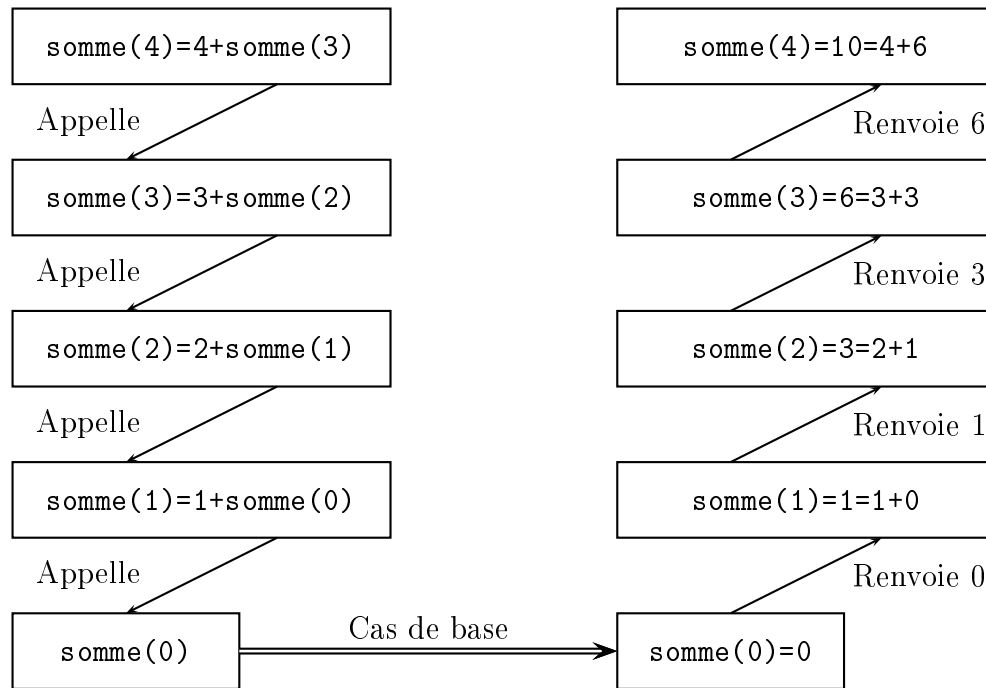 somme(4)=4+somme(3)
Appelle
somme(3)=3+somme(2)
Appelle
somme(2)=2+somme(1)
Appelle
somme(1)=1+somme(0)
Appelle
somme(0)
Cas de base
somme(0)=0
Renvoie 0
somme(1)=1=1+0
Renvoie 1
somme(2)=3=2+1
Renvoie 3
somme(3)=6=3+3
Renvoie 6
somme(4)=10=4+6